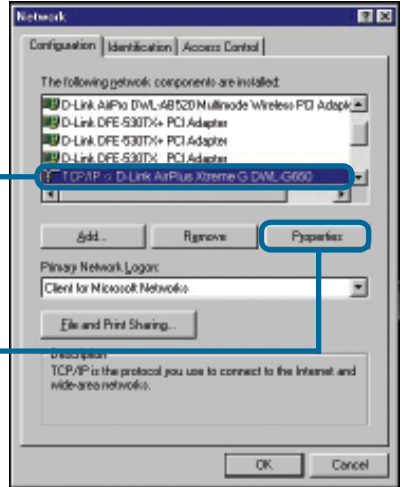 Network
Configuration Identification Access Control
The following network components are installed:
D-Link AirPro DWL-AB520 Multimode Wireless PCI Adapte
D-Link DFE-530TX+ PCI Adapter
D-Link DFE-530TX+ PCI Adapter
D-Link DFE-530TX+ PCI Adapter
TCP/IP -> D-Link AirPlus Xtreme G DWL-G650
Add... Remove Properties
Primary Network Logon:
Client for Microsoft Networks
File and Print Sharing...
Description
TCP/IP is the protocol you use to connect to the Internet and
wide-area networks.
OK Cancel